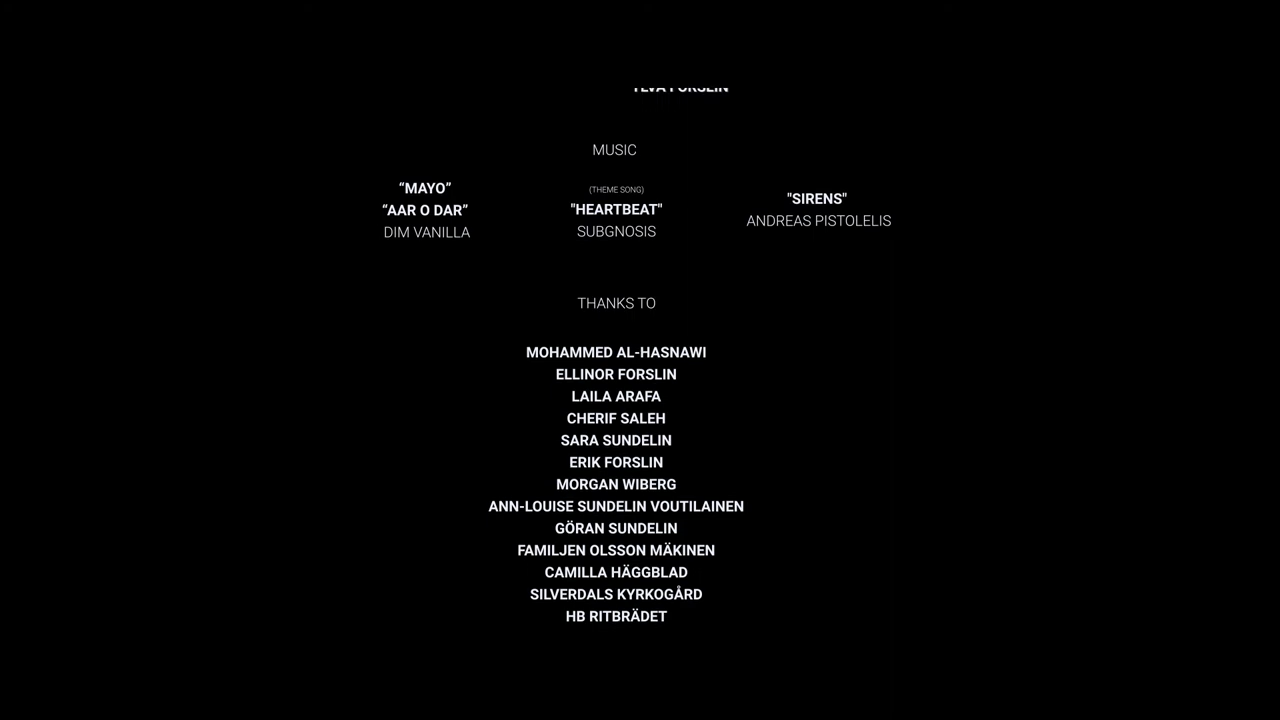 YLVA FORSLIN
MUSIC
“MAYO”
“AAR O DAR”
DIM VANILLA
(THEME SONG)
"HEARTBEAT"
SUBGNOSIS
"SIRENS"
ANDREAS PISTOLELIS
THANKS TO
MOHAMMED AL-HASNAWI
ELLINOR FORSLIN
LAILA ARAFA
CHERIF SALEH
SARA SUNDELIN
ERIK FORSLIN
MORGAN WIBERG
ANN-LOUISE SUNDELIN VOUTILAINEN
GÖRAN SUNDELIN
FAMILJEN OLSSON MÄKINEN
CAMILLA HÄGGBLAD
SILVERDALS KYRKOGÅRD
HB RITBRÄDET